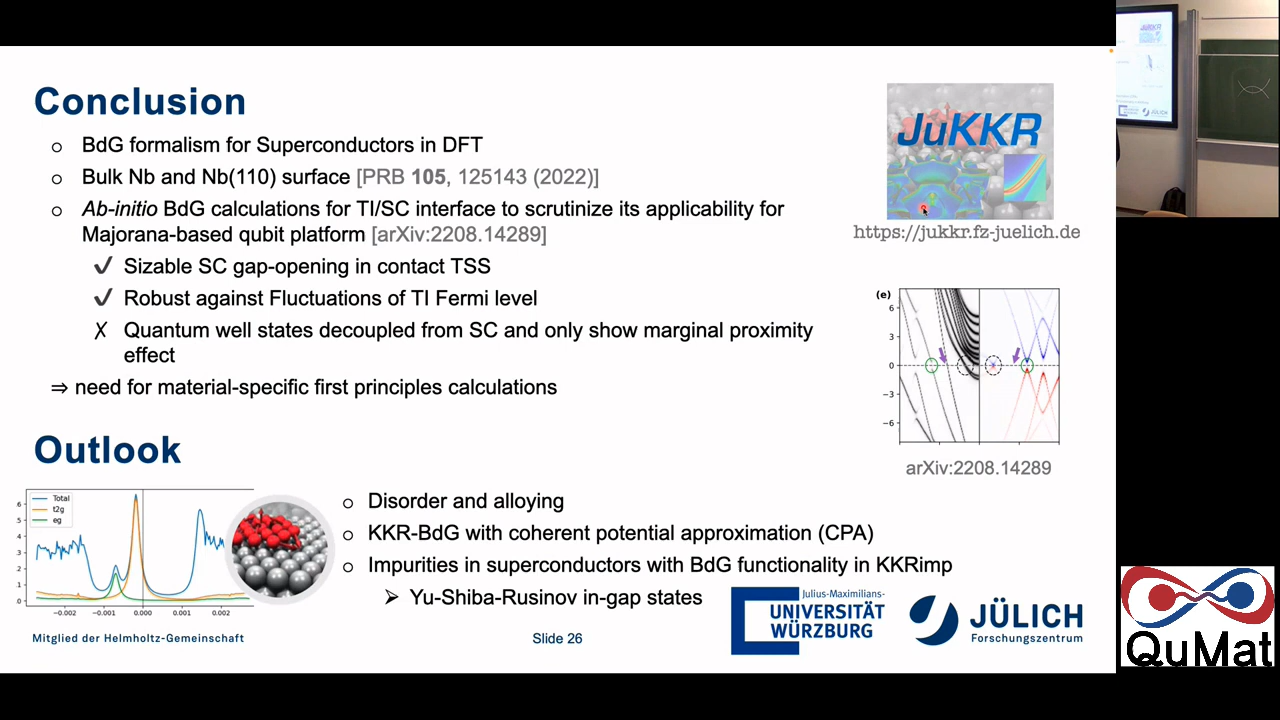 Conclusion
BdG formalism for Superconductors in DFT
Bulk Nb and Nb(110) surface [PRB 105, 125143 (2022)]
Ab-initio BdG calculations for TI/SC interface to scrutinize its applicability for
Majorana-based qubit platform [arXiv:2208.14289]
✓ Sizable SC gap-opening in contact TSS
✓ Robust against Fluctuations of TI Fermi level
✗ Quantum well states decoupled from SC and only show marginal proximity
effect
⇒ need for material-specific first principles calculations
JuKKR
https://jukkr.fz-juelich.de
(e)
6
3
0
−3
−6
arXiv:2208.14289
Outlook
Total
t2g
eg
−0.002 −0.001 0.000 0.001 0.002
Disorder and alloying
KKR-BdG with coherent potential approximation (CPA)
Impurities in superconductors with BdG functionality in KKRimp
➢ Yu-Shiba-Rusinov in-gap states
Julius-Maximilians-
UNIVERSITÄT
WÜRZBURG
JÜLICH
Forschungszentrum
Mitglied der Helmholtz-Gemeinschaft
Slide 26
QuMat